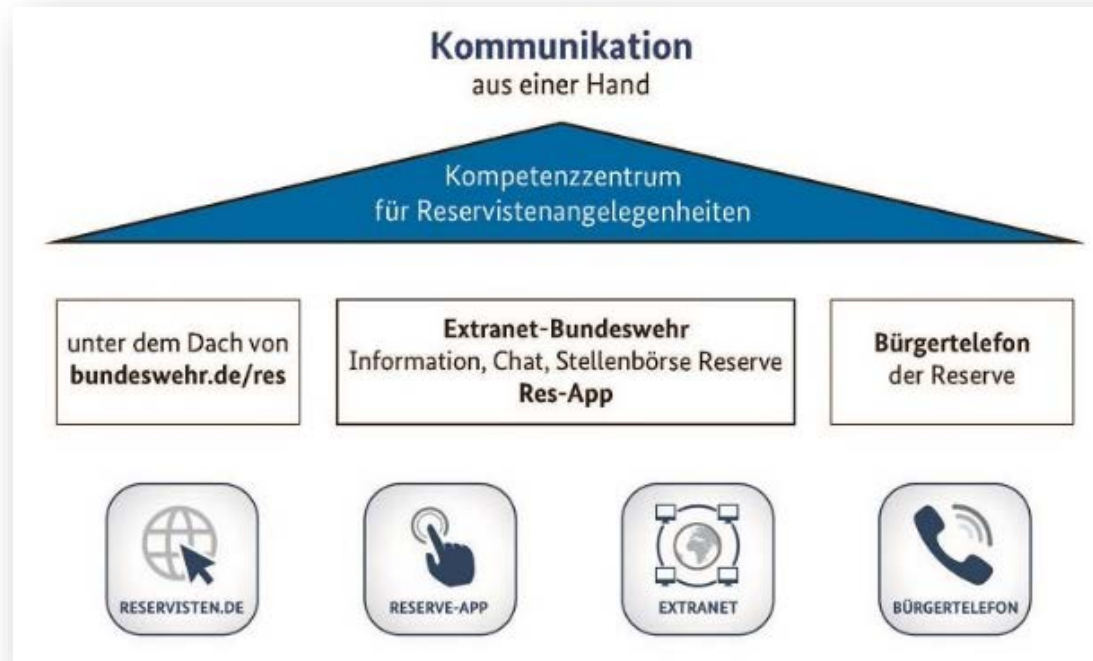 Kommunikation
aus einer Hand
Kompetenzzentrum
für Reservistenangelegenheiten
unter dem Dach von
bundeswehr.de/res
Extranet-Bundeswehr
Information, Chat, Stellenbörse Reserve
Res-App
Bürgertelefon
der Reserve
RESERVISTEN.DE
RESERVE-APP
EXTRANET
BÜRGERTELEFON